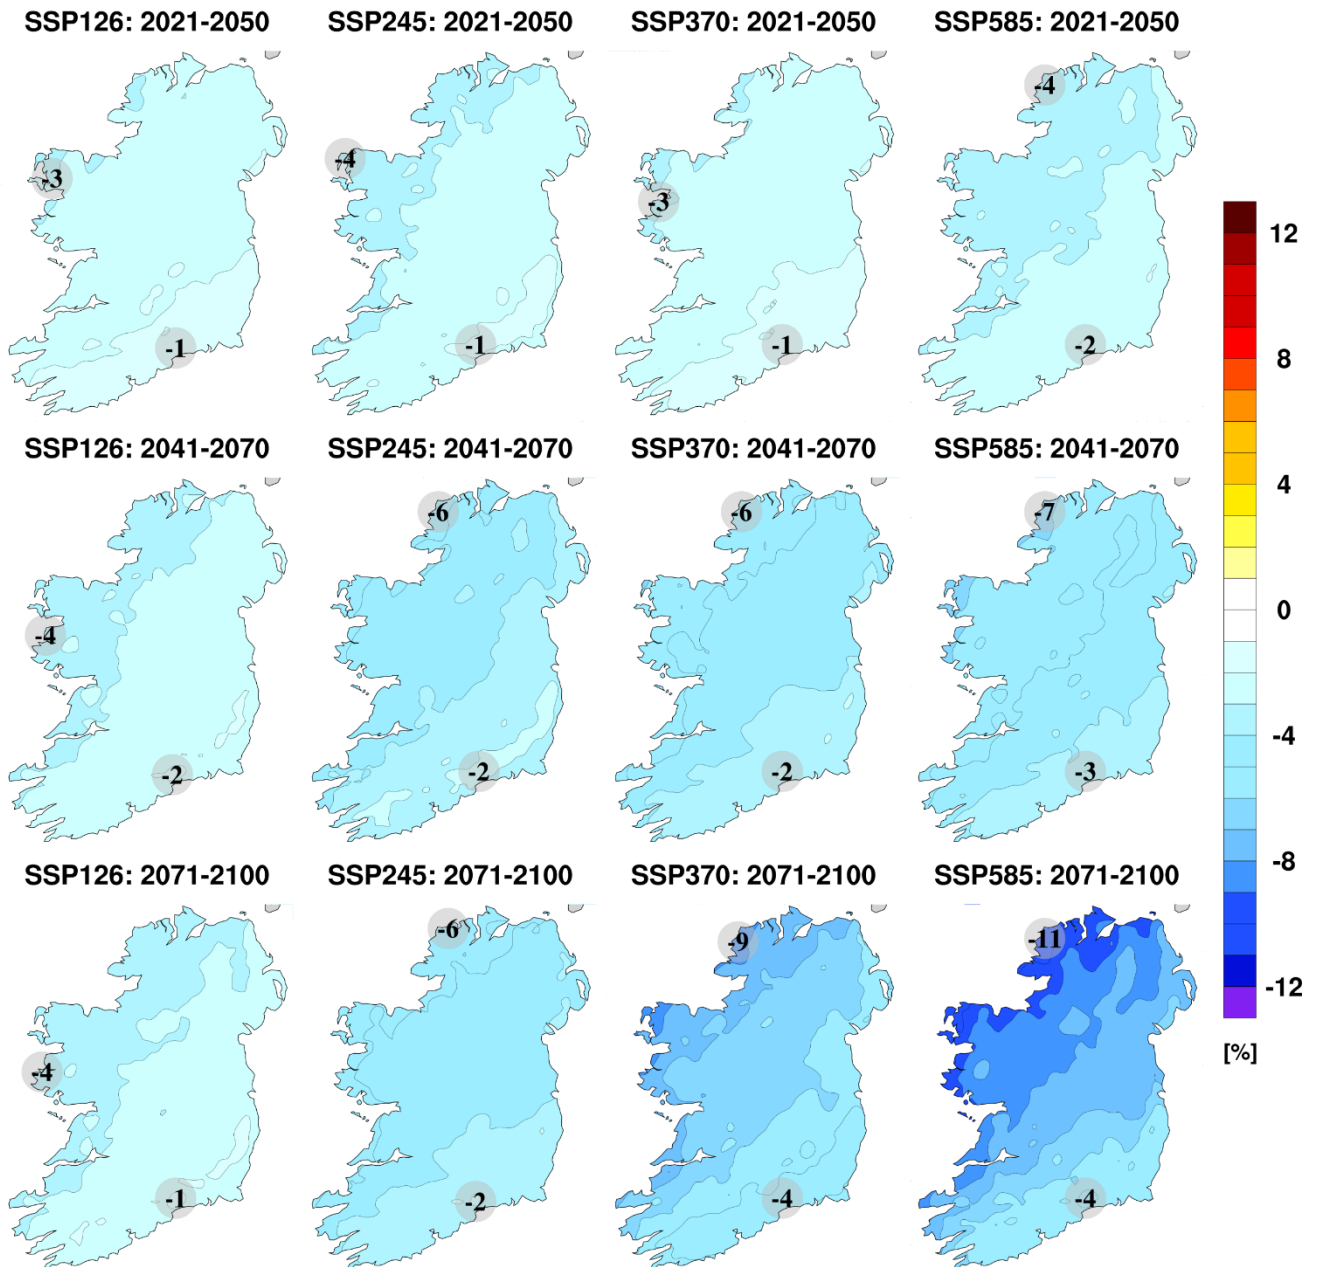 SSP126: 2021-2050
SSP245: 2021-2050
SSP370: 2021-2050
SSP585: 2021-2050
-3
-1
-4
-1
-3
-1
-4
-2
SSP126: 2041-2070
SSP245: 2041-2070
SSP370: 2041-2070
SSP585: 2041-2070
-4
-2
-6
-2
-6
-2
-7
-3
SSP126: 2071-2100
SSP245: 2071-2100
SSP370: 2071-2100
SSP585: 2071-2100
-4
-1
-6
-2
-9
-4
-11
-4
12
8
4
0
-4
-8
-12
[%]